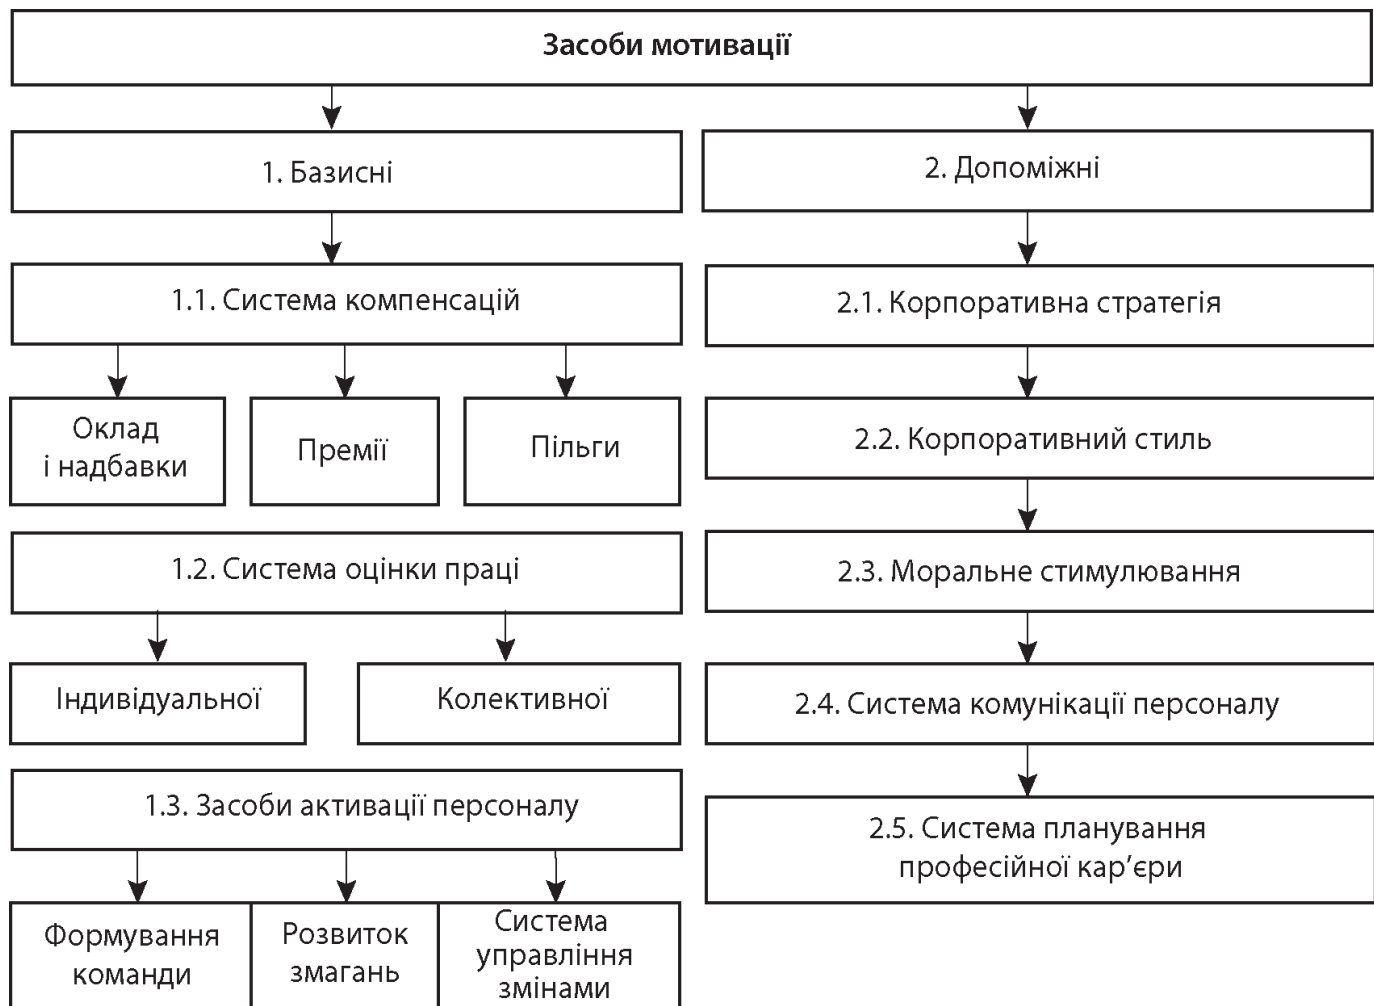 Засоби мотивації
1. Базисні
1.1. Система компенсацій
Оклад
і надбавки
Премії
Пільги
1.2. Система оцінки праці
Індивідуальної
Колективної
1.3. Засоби активації персоналу
Формування
команди
Розвиток
змагань
Система
управління
змінами
2. Допоміжні
2.1. Корпоративна стратегія
2.2. Корпоративний стиль
2.3. Моральне стимулювання
2.4. Система комунікації персоналу
2.5. Система планування
професійної кар’єри